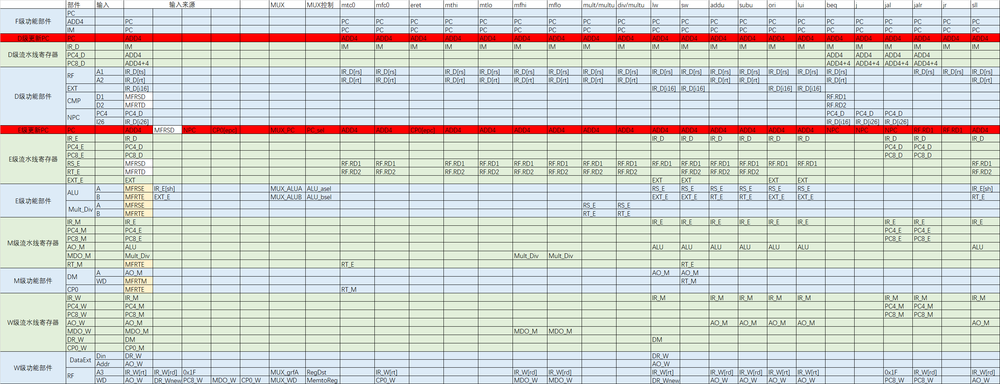 部件 输入 输入来源 MUX MUX控制 mtc0 mfc0 eret mthi mtlo mfhi mflo mult/multu div/multu lw sw addu subu ori lui beq j jal jalr jr sll
F级功能部件
PC
ADD4 PC PC PC PC PC PC PC PC PC PC PC PC PC PC PC PC PC PC PC PC PC PC
IM PC PC PC PC PC PC PC PC PC PC PC PC PC PC PC PC PC PC PC PC PC PC
D级更新PC PC ADD4 ADD4 ADD4 ADD4 ADD4 ADD4 ADD4 ADD4 ADD4 ADD4 ADD4 ADD4 ADD4 ADD4 ADD4 ADD4 ADD4 ADD4 ADD4 ADD4 ADD4 ADD4
D级流水线寄存器
IR_D IM IM IM IM IM IM IM IM IM IM IM IM IM IM IM IM IM IM IM IM IM IM
PC4_D ADD4 ADD4 ADD4 ADD4 ADD4
PC8_D ADD4+4 ADD4+4 ADD4+4 ADD4+4 ADD4+4
D级功能部件
RF A1 IR_D[ts] IR_D[rs] IR_D[rs] IR_D[rs] IR_D[rs] IR_D[rs] IR_D[rs] IR_D[rs] IR_D[rs] IR_D[rs] IR_D[rs] IR_D[rs] IR_D[rs] IR_D[rs] IR_D[rs] IR_D[rs] IR_D[rs] IR_D[rs] IR_D[rs]
A2 IR_D[rt] IR_D[rt] IR_D[rt] IR_D[rt] IR_D[rt] IR_D[rt] IR_D[rt] IR_D[rt] IR_D[rt] IR_D[rt] IR_D[rt] IR_D[rt] IR_D[rt]
EXT IR_D[i16] IR_D[i16] IR_D[i16] IR_D[i16] IR_D[i16]
CMP D1 MFRSD RF.RD1
D2 MFRTD RF.RD2
NPC PC4 PC4_D PC4_D PC4_D PC4_D
I26 IR_D[i26] IR_D[i16] IR_D[i26] IR_D[i26]
E级更新PC PC ADD4 MFRSD NPC CP0[epc] MUX_PC PC_sel ADD4 ADD4 CP0[epc] ADD4 ADD4 ADD4 ADD4 ADD4 ADD4 ADD4 ADD4 ADD4 ADD4 ADD4 ADD4 NPC NPC NPC RF.RD1 RF.RD1 ADD4
E级流水线寄存器
IR_E IR_D IR_D IR_D IR_D IR_D IR_D IR_D IR_D IR_D IR_D
PC4_E PC4_D PC4_D PC4_D
PC8_E PC8_D PC8_D PC8_D
RS_E MFRSD RF.RD1 RF.RD1 RF.RD1 RF.RD1 RF.RD1 RF.RD1 RF.RD1 RF.RD1 RF.RD1 RF.RD1 RF.RD1 RF.RD1 RF.RD1 RF.RD1 RF.RD1
RT_E MFRTD RF.RD2 RF.RD2 RF.RD2 RF.RD2 RF.RD2 RF.RD2 RF.RD2 RF.RD2 RF.RD2 RF.RD2 RF.RD2 RF.RD2
EXT_E EXT EXT EXT EXT EXT
E级功能部件
ALU A MFRSE IR_E[sh] MUX_ALUA ALU_asel RS_E RS_E RS_E RS_E RS_E RS_E IR_E[sh]
B MFRTE EXT_E MUX_ALUB ALU_bsel EXT_E EXT_E RT_E RT_E EXT_E EXT_E RT_E
Mult_Div A MFRSE RS_E RS_E
B MFRTE RT_E RT_E
M级流水线寄存器
IR_M IR_E IR_E IR_E IR_E IR_E IR_E IR_E IR_E IR_E IR_E
PC4_M PC4_E PC4_E PC4_E
PC8_M PC8_E PC8_E PC8_E
AO_M ALU ALU ALU ALU ALU ALU ALU ALU
MDO_M Mult_Div Mult_Div Mult_Div
RT_M MFRTE RT_E RT_E
M级功能部件
DM A AO_M AO_M AO_M
WD MFRTM RT_M
CP0 MFRTE RT_M
W级流水线寄存器
IR_W IR_M IR_M IR_M IR_M IR_M IR_M IR_M IR_M IR_M
PC4_W PC4_M PC4_M PC4_M
PC8_W PC8_M PC8_M PC8_M
AO_W AO_M AO_M AO_M AO_M AO_M AO_M
MDO_W MDO_M MDO_M MDO_M
DR_W DM DM
CP0_W CP0_M
W级功能部件
DataExt Din DR_W DR_W
Addr AO_W AO_W
RF A3 IR_W[rt] IR_W[rd] 0x1F MUX_grfA RegDst IR_W[rt] IR_W[rd] IR_W[rd] IR_W[rt] IR_W[rd] IR_W[rd] IR_W[rt] IR_W[rt] 0x1F IR_W[rd] IR_W[rd]
WD AO_W DR_Wnew PC8_W MDO_W CP0_W MUX_WD MemtoReg CP0_W MDO_W MDO_W DR_Wnew AO_W AO_W AO_W AO_W PC8_W PC8_W AO_W